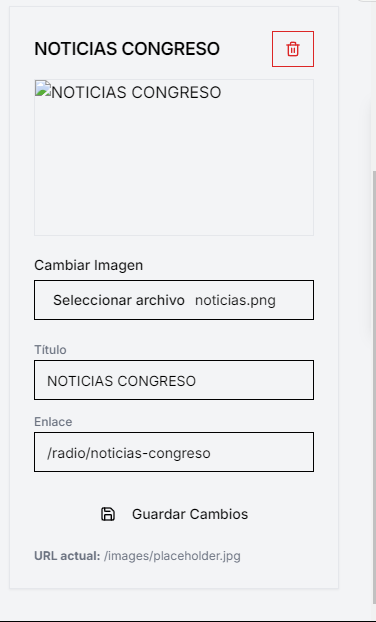 NOTICIAS CONGRESO
NOTICIAS CONGRESO
Cambiar Imagen
Seleccionar archivo noticias.png
Título
NOTICIAS CONGRESO
Enlace
/radio/noticias-congreso
Guardar Cambios
URL actual: /images/placeholder.jpg